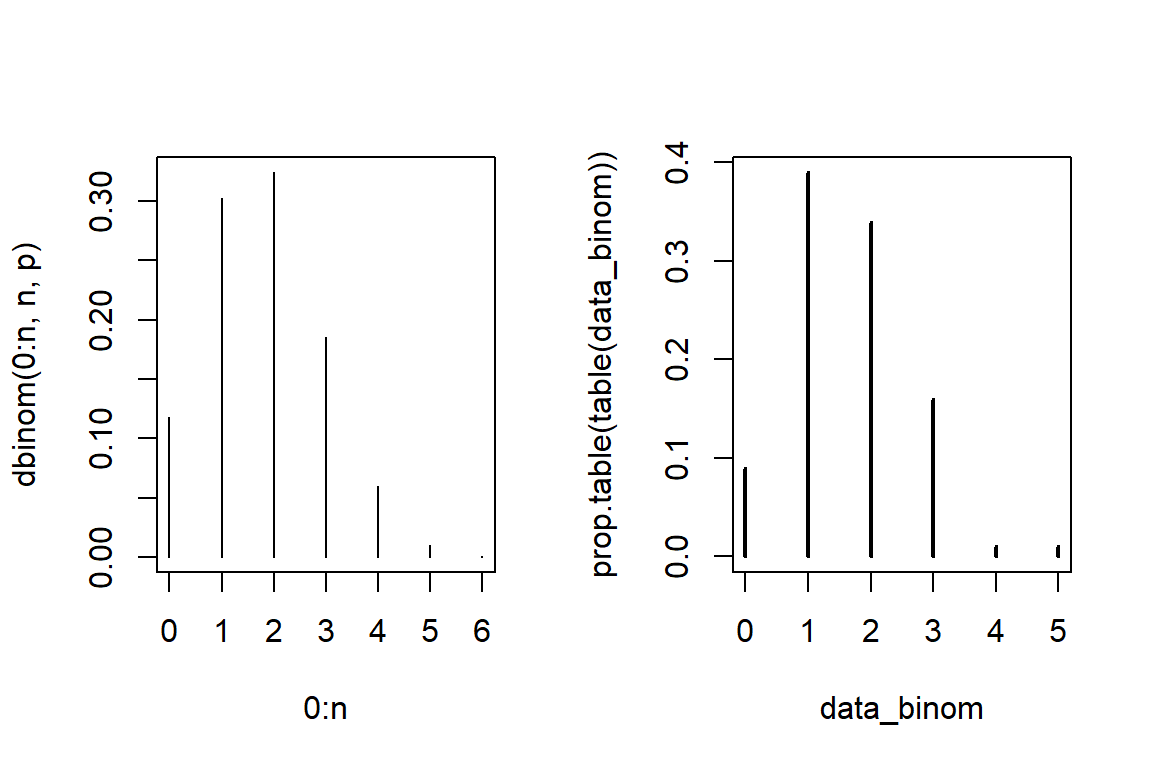 dbinom(0:n, n, p)
0.30
0.20
0.10
0.00
0 1 2 3 4 5 6
0:n
prop.table(table(data_binom))
0.4
0.3
0.2
0.1
0.0
0 1 2 3 4 5
data_binom